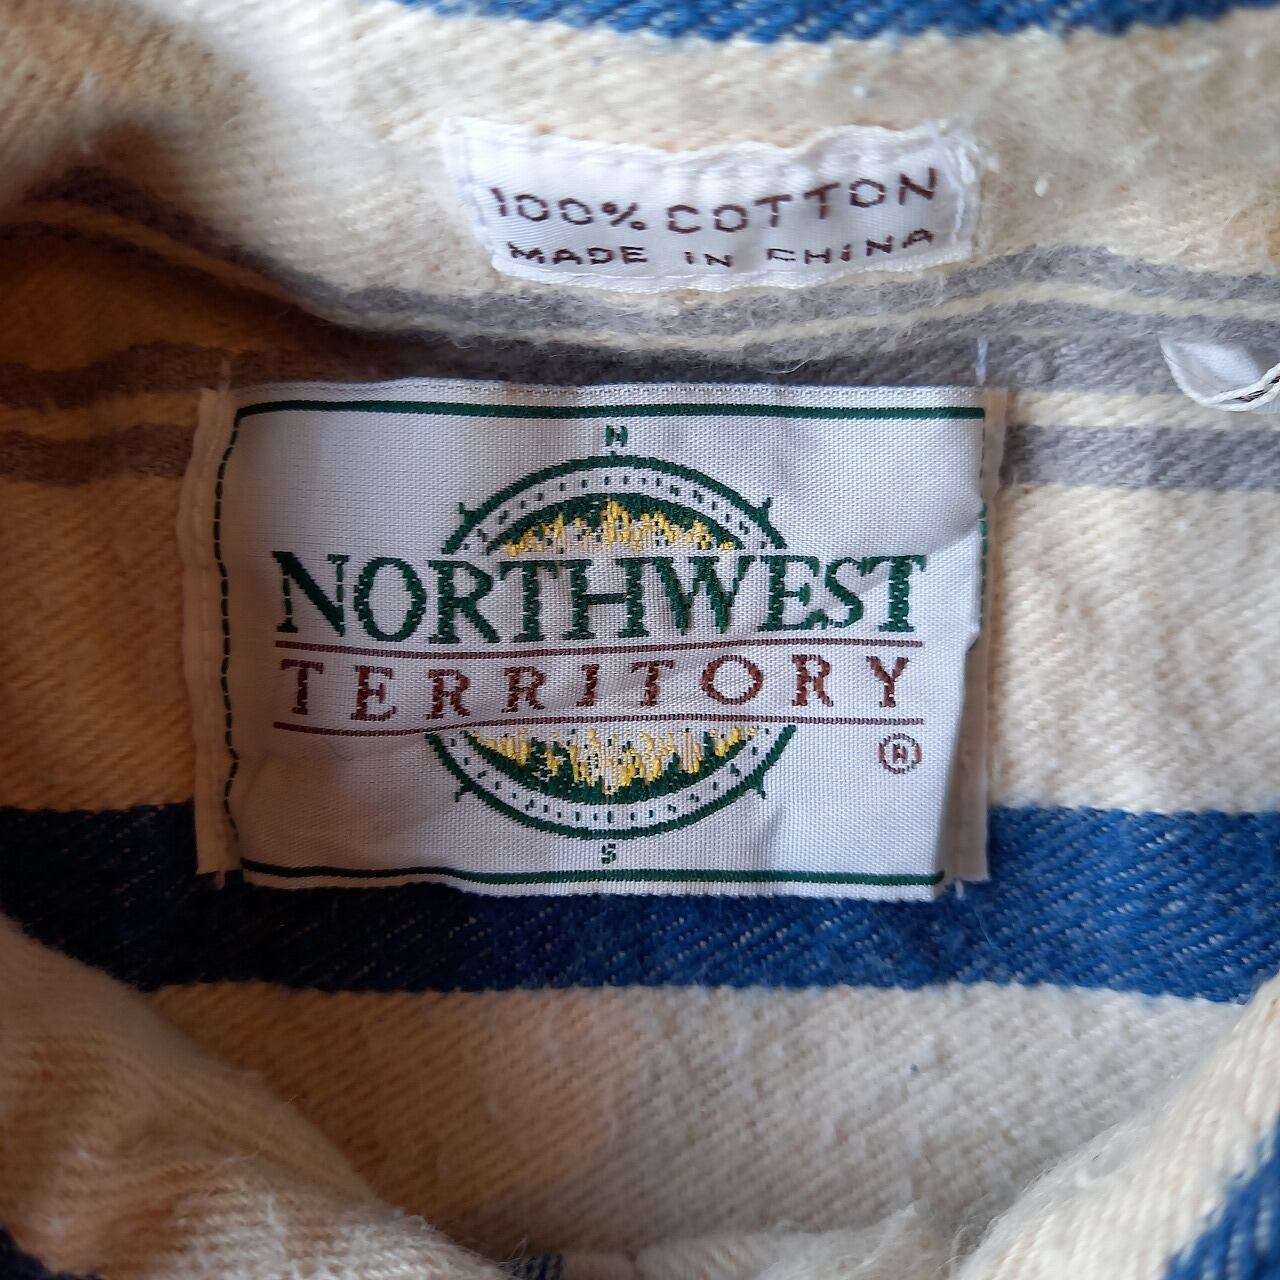 100% COTTON
MADE IN CHINA
N
NORTHWEST
TERRITORY
®
S